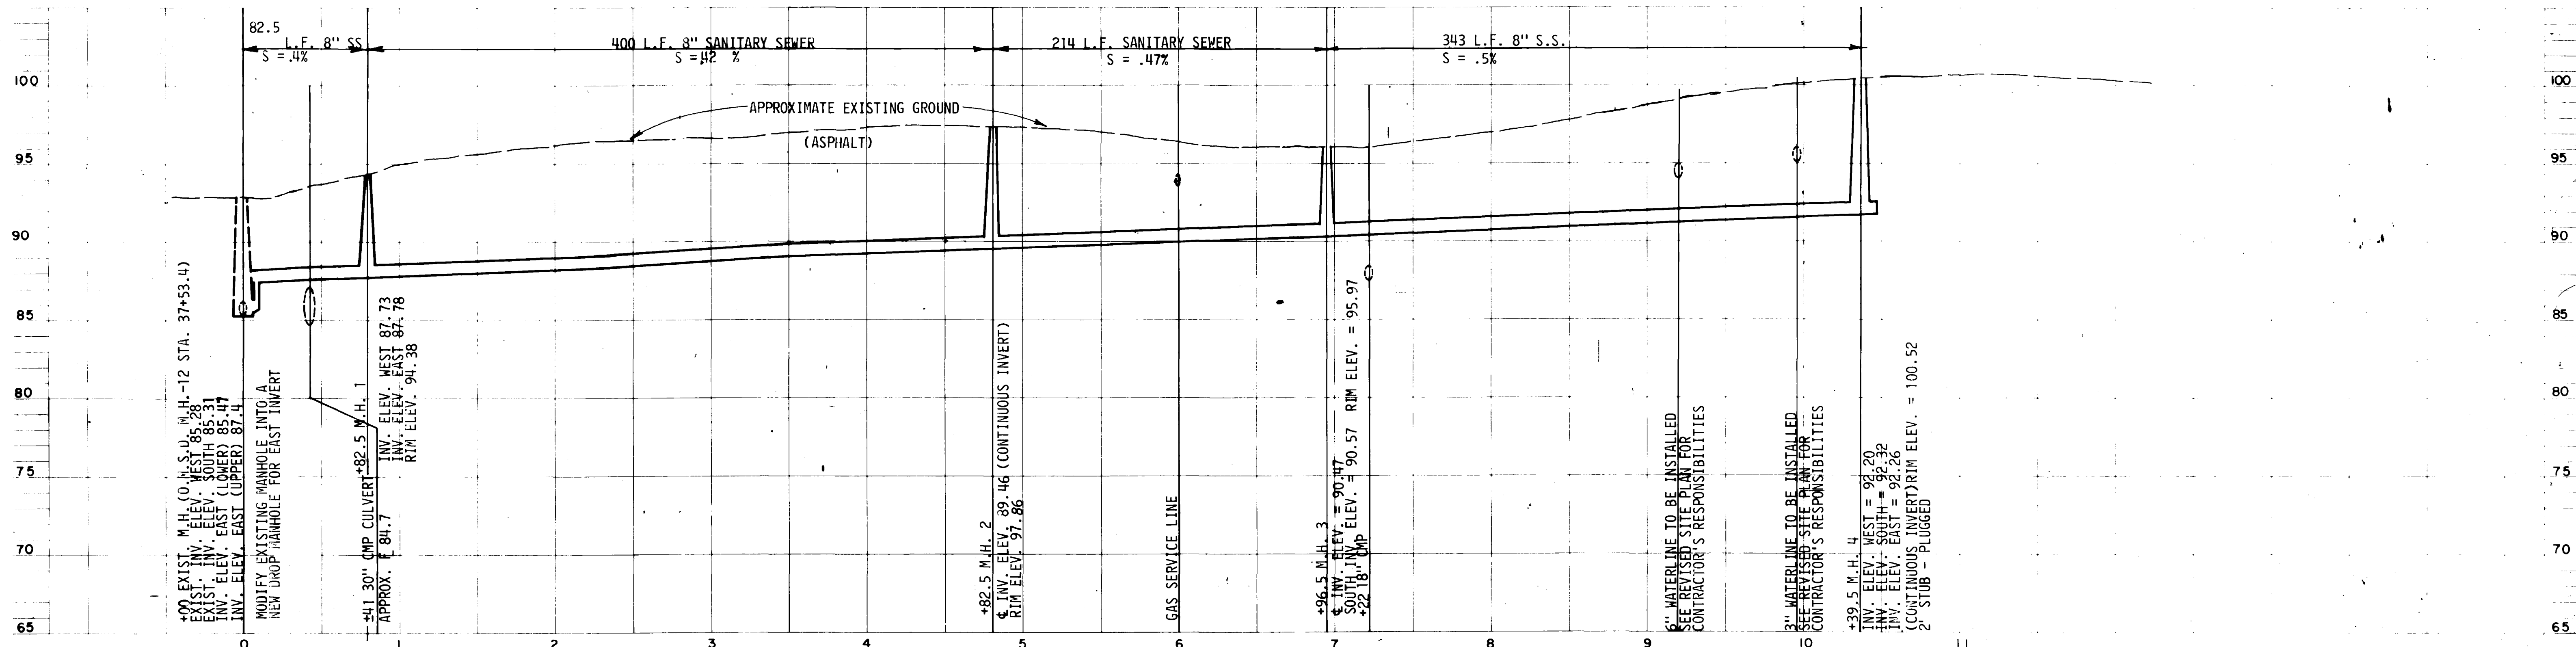 82.5
L.F. 8" SS
S = .4%
400 L.F. 8" SANITARY SEWER
S =.42 %
214 L.F. SANITARY SEWER
S = .47%
343 L.F. 8" S.S.
S = .5%
APPROXIMATE EXISTING GROUND
(ASPHALT)
100
95
90
85
80
75
70
65
100
95
90
85
80
75
70
65
+00 EXIST. M.H.(O.M.S.D. M.H.-12 STA. 37+53.4)
EXIST. INV. ELEV. WEST 85.28
EXIST. INV. ELEV. SOUTH 85.31
INV. ELEV. EAST (LOWER) 85.47
INV. ELEV. EAST (UPPER) 87.4
MODIFY EXISTING MANHOLE INTO A
NEW DROP MANHOLE FOR EAST INVERT
±41 30" CMP CULVERT
APPROX. 84.7
+82.5 M.H. 1
INV. ELEV. WEST 87.73
INV. ELEV. EAST 87.78
RIM ELEV. 94.38
+82.5 M.H. 2
℄ INV. ELEV. 89.46 (CONTINUOUS INVERT)
RIM ELEV. 97.86
GAS SERVICE LINE
+96.5 M.H. 3
℄ INV. ELEV. = 90.47
SOUTH INV. ELEV. = 90.57 RIM ELEV. = 95.97
+22 18" CMP
6" WATERLINE TO BE INSTALLED
SEE REVISED SITE PLAN FOR
CONTRACTOR'S RESPONSIBILITIES
3" WATERLINE TO BE INSTALLED
SEE REVISED SITE PLAN FOR
CONTRACTOR'S RESPONSIBILITIES
+39.5 M.H. 4
INV. ELEV. WEST = 92.20
INV. ELEV. SOUTH = 92.32
INV. ELEV. EAST = 92.26
(CONTINUOUS INVERT)RIM ELEV. = 100.52
2' STUB - PLUGGED
0 1 2 3 4 5 6 7 8 9 10 11